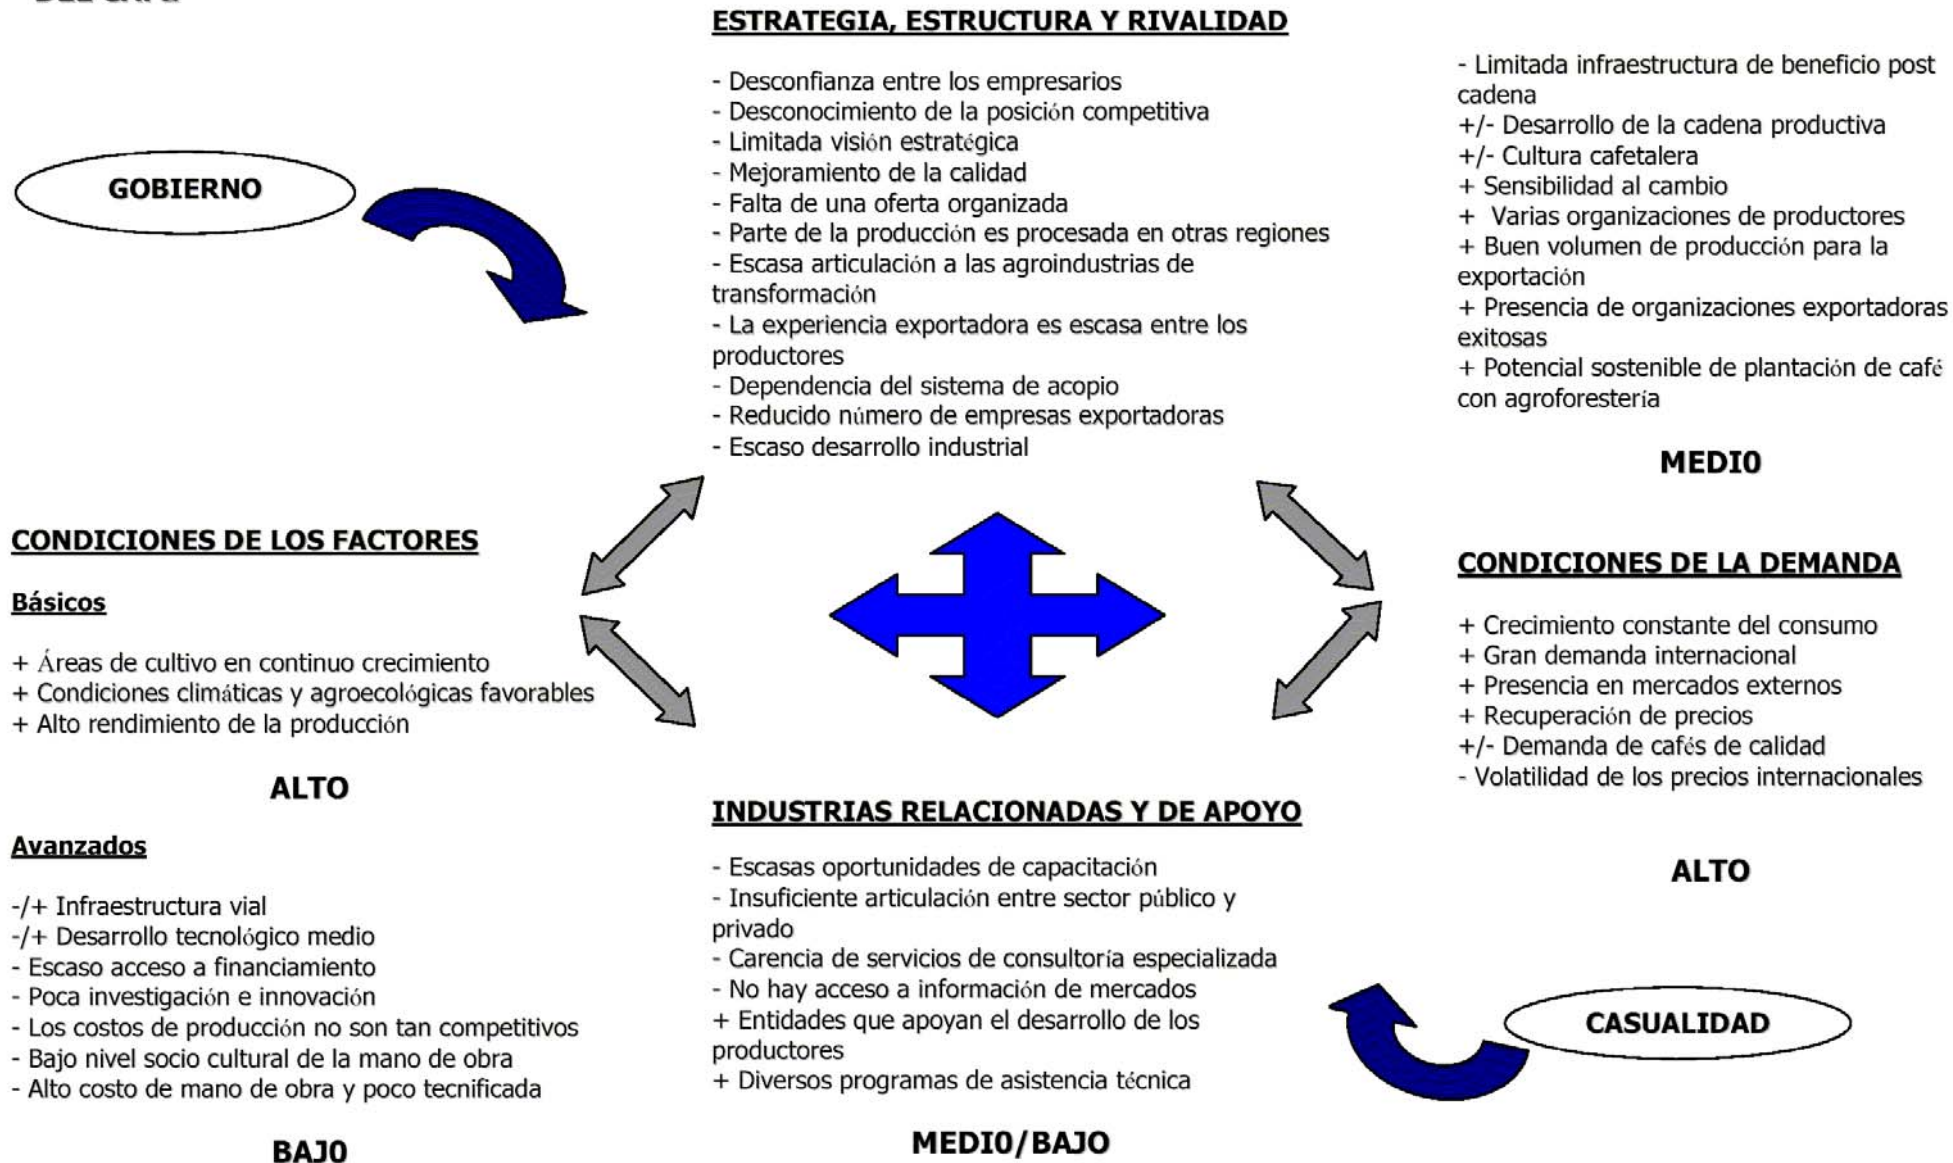 ESTRATEGIA, ESTRUCTURA Y RIVALIDAD
- Desconfianza entre los empresarios
- Desconocimiento de la posición competitiva
- Limitada visión estratégica
- Mejoramiento de la calidad
- Falta de una oferta organizada
- Parte de la producción es procesada en otras regiones
- Escasa articulación a las agroindustrias de
transformación
- La experiencia exportadora es escasa entre los
productores
- Dependencia del sistema de acopio
- Reducido número de empresas exportadoras
- Escaso desarrollo industrial
- Limitada infraestructura de beneficio post
cadena
+/- Desarrollo de la cadena productiva
+/- Cultura cafetalera
+ Sensibilidad al cambio
+ Varias organizaciones de productores
+ Buen volumen de producción para la
exportación
+ Presencia de organizaciones exportadoras
exitosas
+ Potencial sostenible de plantación de café
con agroforestería
MEDI0
GOBIERNO
CONDICIONES DE LOS FACTORES
Básicos
+ Áreas de cultivo en continuo crecimiento
+ Condiciones climáticas y agroecológicas favorables
+ Alto rendimiento de la producción
ALTO
Avanzados
-/+ Infraestructura vial
-/+ Desarrollo tecnológico medio
- Escaso acceso a financiamiento
- Poca investigación e innovación
- Los costos de producción no son tan competitivos
- Bajo nivel socio cultural de la mano de obra
- Alto costo de mano de obra y poco tecnificada
BAJ0
CONDICIONES DE LA DEMANDA
+ Crecimiento constante del consumo
+ Gran demanda internacional
+ Presencia en mercados externos
+ Recuperación de precios
+/- Demanda de cafés de calidad
- Volatilidad de los precios internacionales
ALTO
INDUSTRIAS RELACIONADAS Y DE APOYO
- Escasas oportunidades de capacitación
- Insuficiente articulación entre sector público y
privado
- Carencia de servicios de consultoría especializada
- No hay acceso a información de mercados
+ Entidades que apoyan el desarrollo de los
productores
+ Diversos programas de asistencia técnica
MEDI0/BAJO
CASUALIDAD